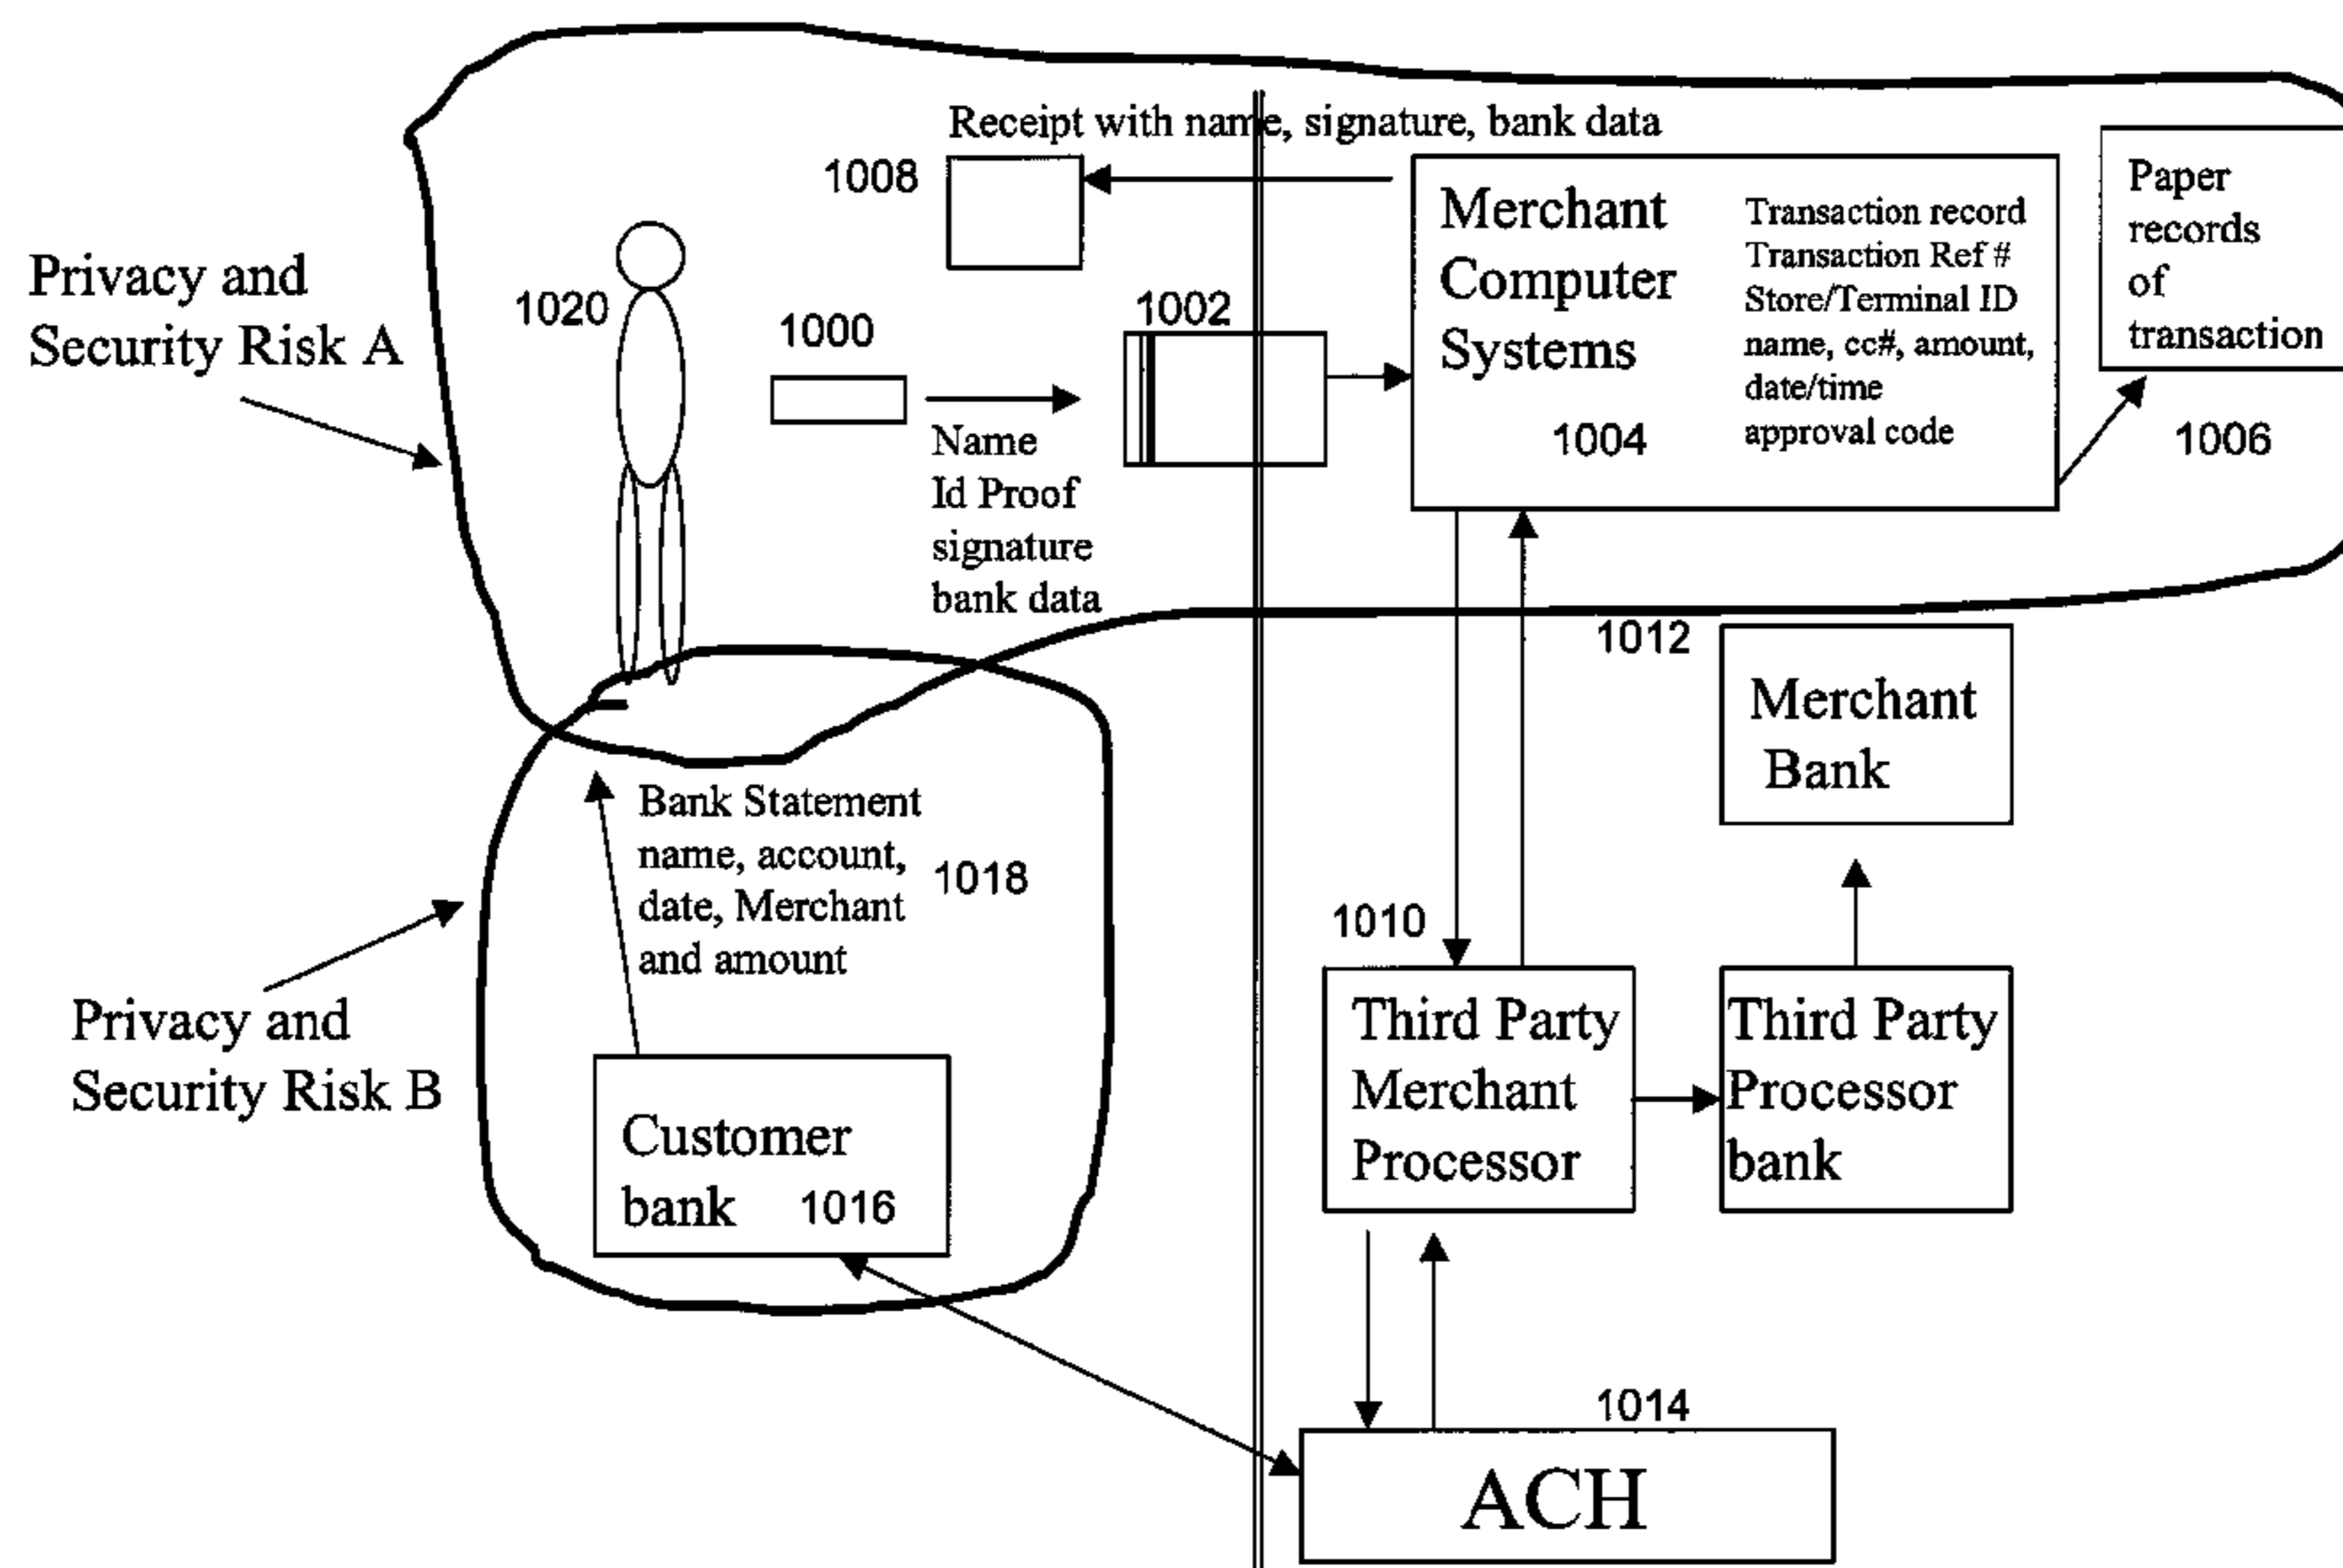 Receipt with name, signature, bank data
1008
Privacy and
Security Risk A
1020
1000
1002
Name
Id Proof
signature
bank data
Merchant
Computer
Systems
1004
Transaction record
Transaction Ref #
Store/Terminal ID
name, cc#, amount,
date/time
approval code
Paper
records
of
transaction
1006
1012
Merchant
Bank
Bank Statement
name, account,
date, Merchant
and amount
1018
Privacy and
Security Risk B
Customer
bank 1016
1010
Third Party
Merchant
Processor
Third Party
Processor
bank
1014
ACH